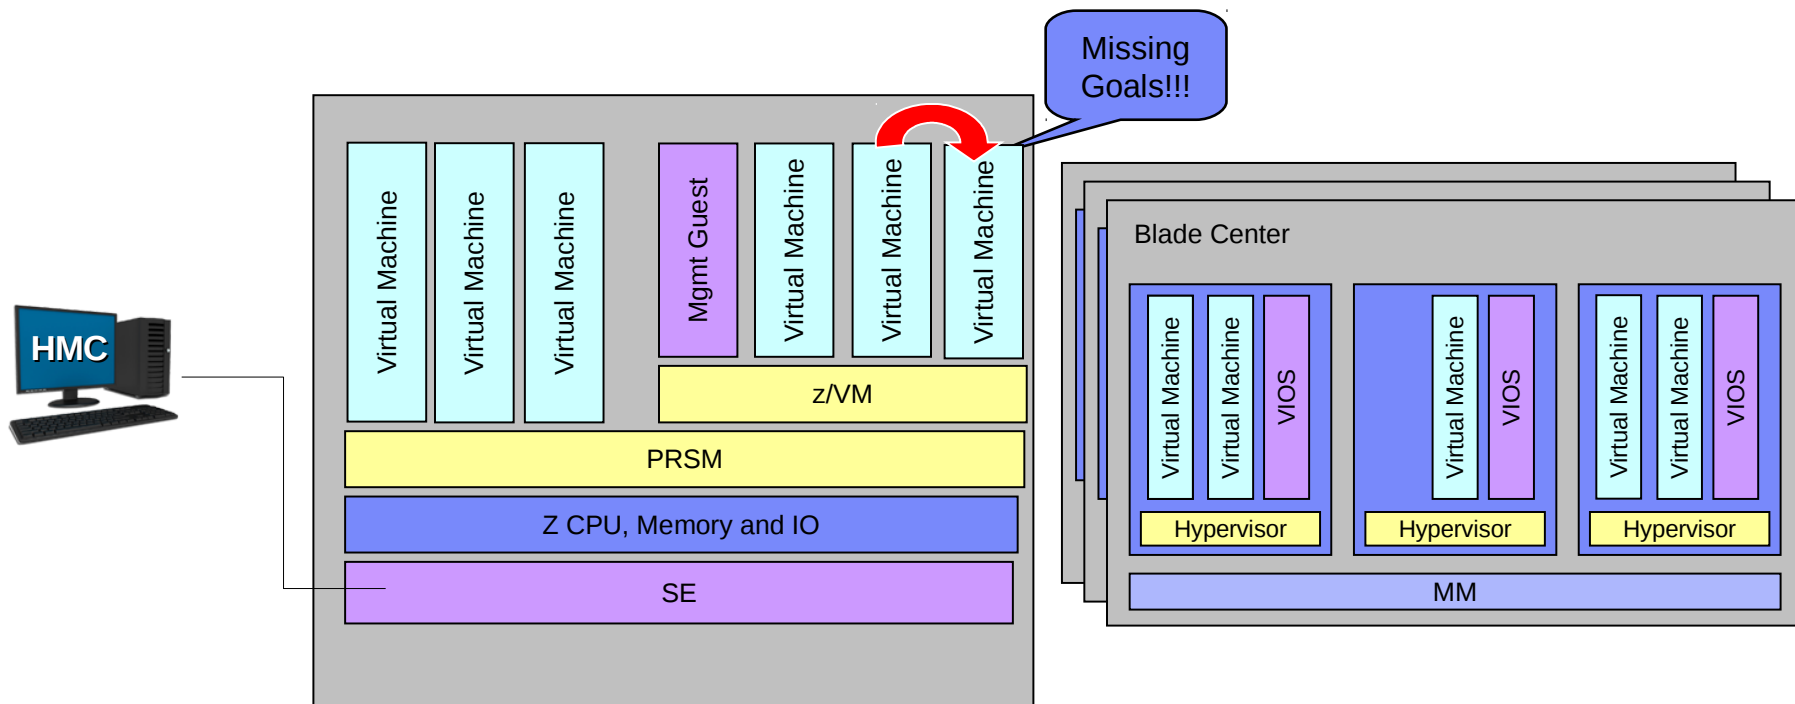 Missing
Goals!!!
HMC
Virtual Machine
Virtual Machine
Virtual Machine
Mgmt Guest
Virtual Machine
Virtual Machine
Virtual Machine
z/VM
PRSM
Z CPU, Memory and IO
SE
Blade Center
Virtual Machine
Virtual Machine
VIOS
Hypervisor
Virtual Machine
VIOS
Hypervisor
Virtual Machine
Virtual Machine
VIOS
Hypervisor
MM